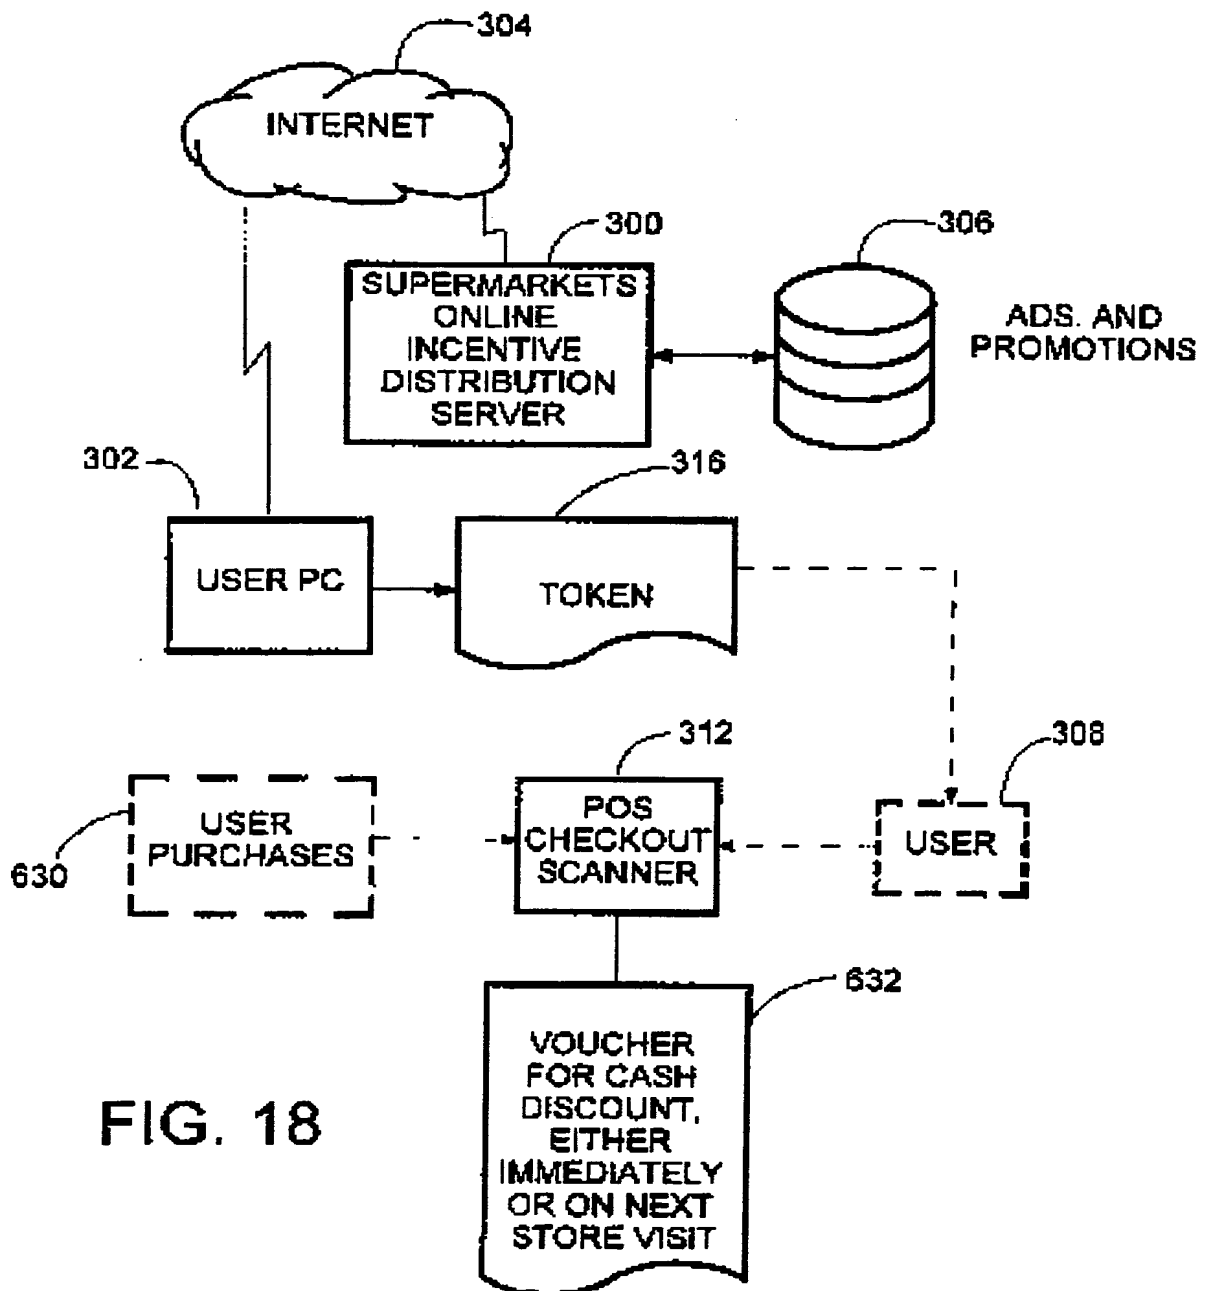 304
INTERNET
300
306
SUPERMARKETS
ONLINE
INCENTIVE
DISTRIBUTION
SERVER
ADS. AND
PROMOTIONS
302
316
USER PC
TOKEN
312
308
USER
PURCHASES
POS
CHECKOUT
SCANNER
USER
630
632
VOUCHER
FOR CASH
DISCOUNT,
EITHER
IMMEDIATELY
OR ON NEXT
STORE VISIT
FIG. 18